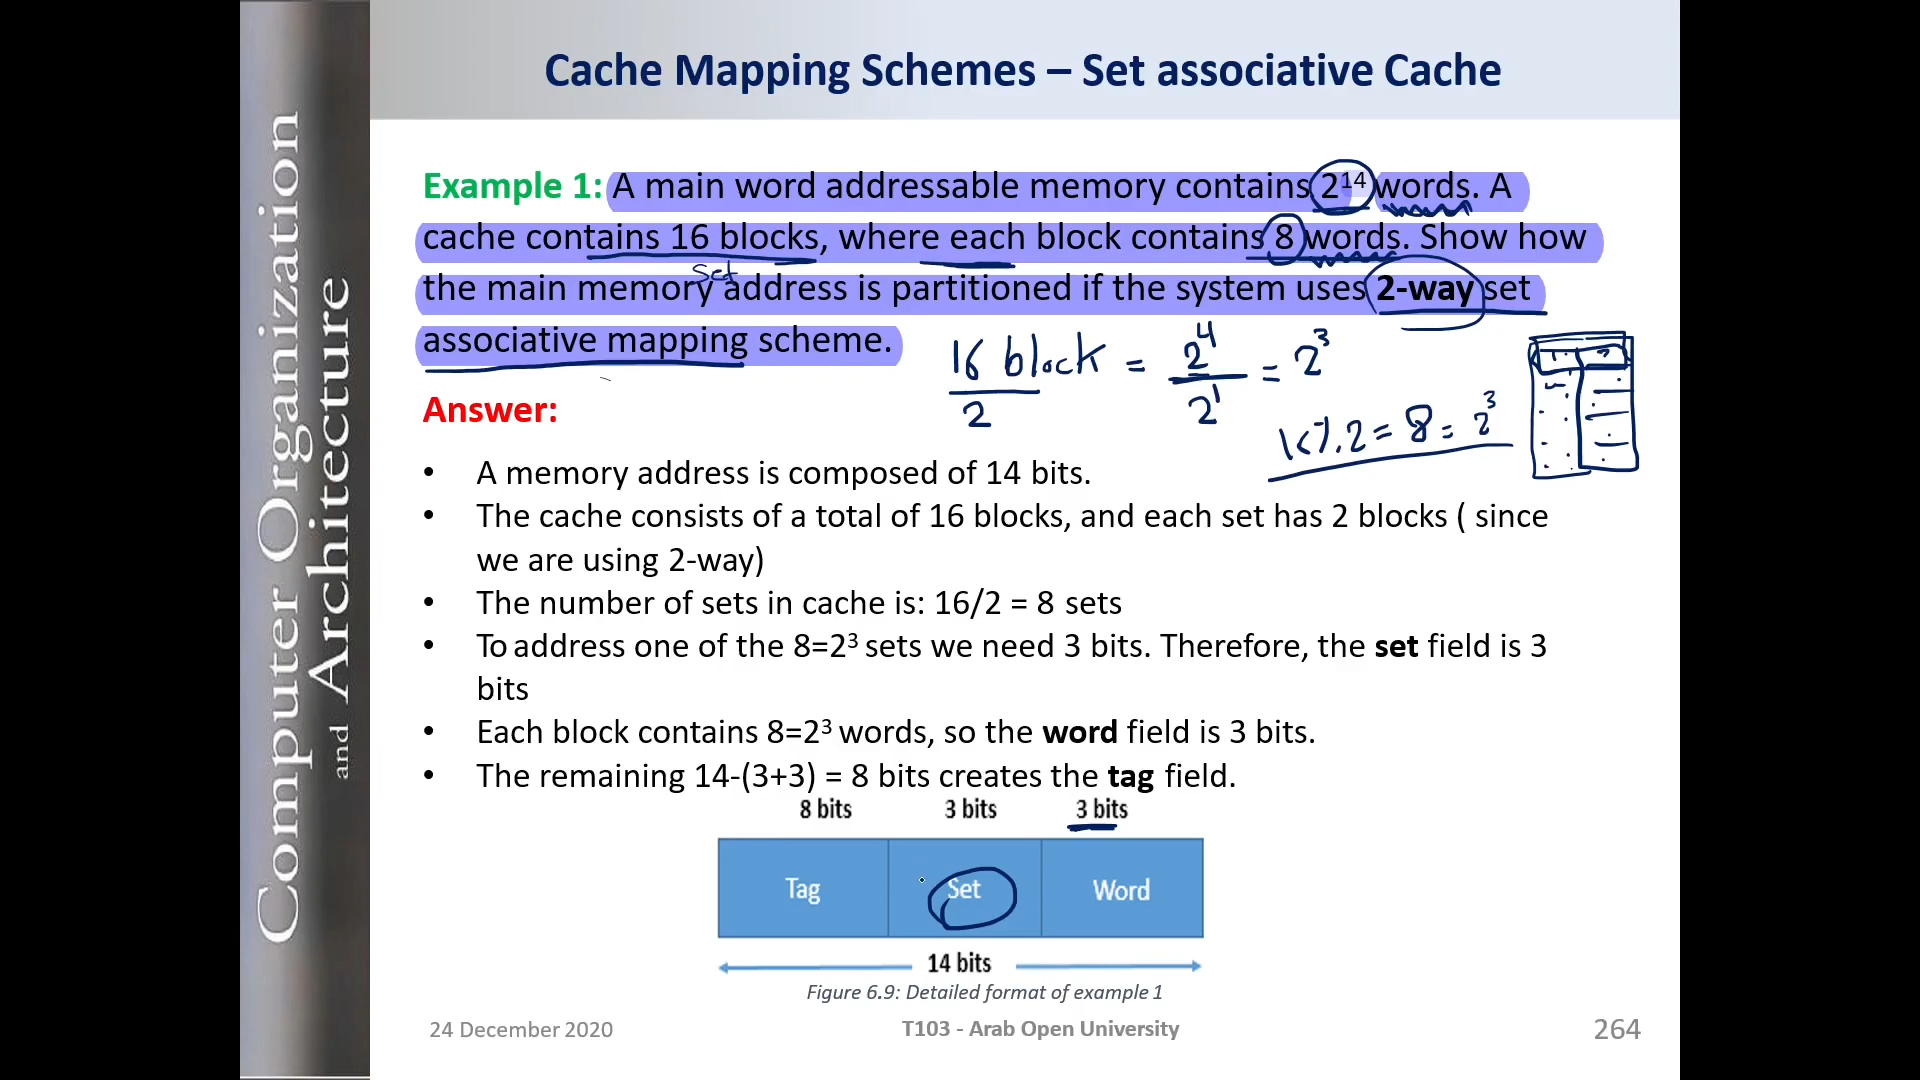 Computer Organization
and Architecture
Cache Mapping Schemes – Set associative Cache
Example 1: A main word addressable memory contains 2¹⁴ words. A
cache contains 16 blocks, where each block contains 8 words. Show how
set
the main memory address is partitioned if the system uses 2-way set
associative mapping scheme.
16 block / 2 = 2⁴ / 2¹ = 2³
2 = 8 = 2³
Answer:
• A memory address is composed of 14 bits.
• The cache consists of a total of 16 blocks, and each set has 2 blocks ( since
we are using 2-way)
• The number of sets in cache is: 16/2 = 8 sets
• To address one of the 8=2³ sets we need 3 bits. Therefore, the set field is 3
bits
• Each block contains 8=2³ words, so the word field is 3 bits.
• The remaining 14-(3+3) = 8 bits creates the tag field.
8 bits 3 bits 3 bits
Tag Set Word
14 bits
Figure 6.9: Detailed format of example 1
24 December 2020 T103 - Arab Open University 264